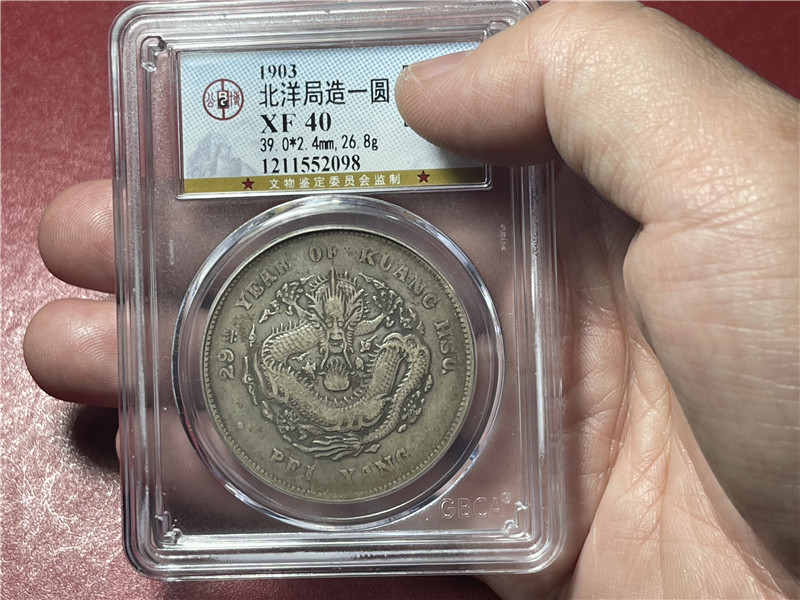 1903
北洋局造一圆
XF 40
39.0*2.4mm,26.8g
1211552098
★ 文物鉴定委员会监制 ★
29TH YEAR OF KUANG HSU
PEI YANG
GBCA®